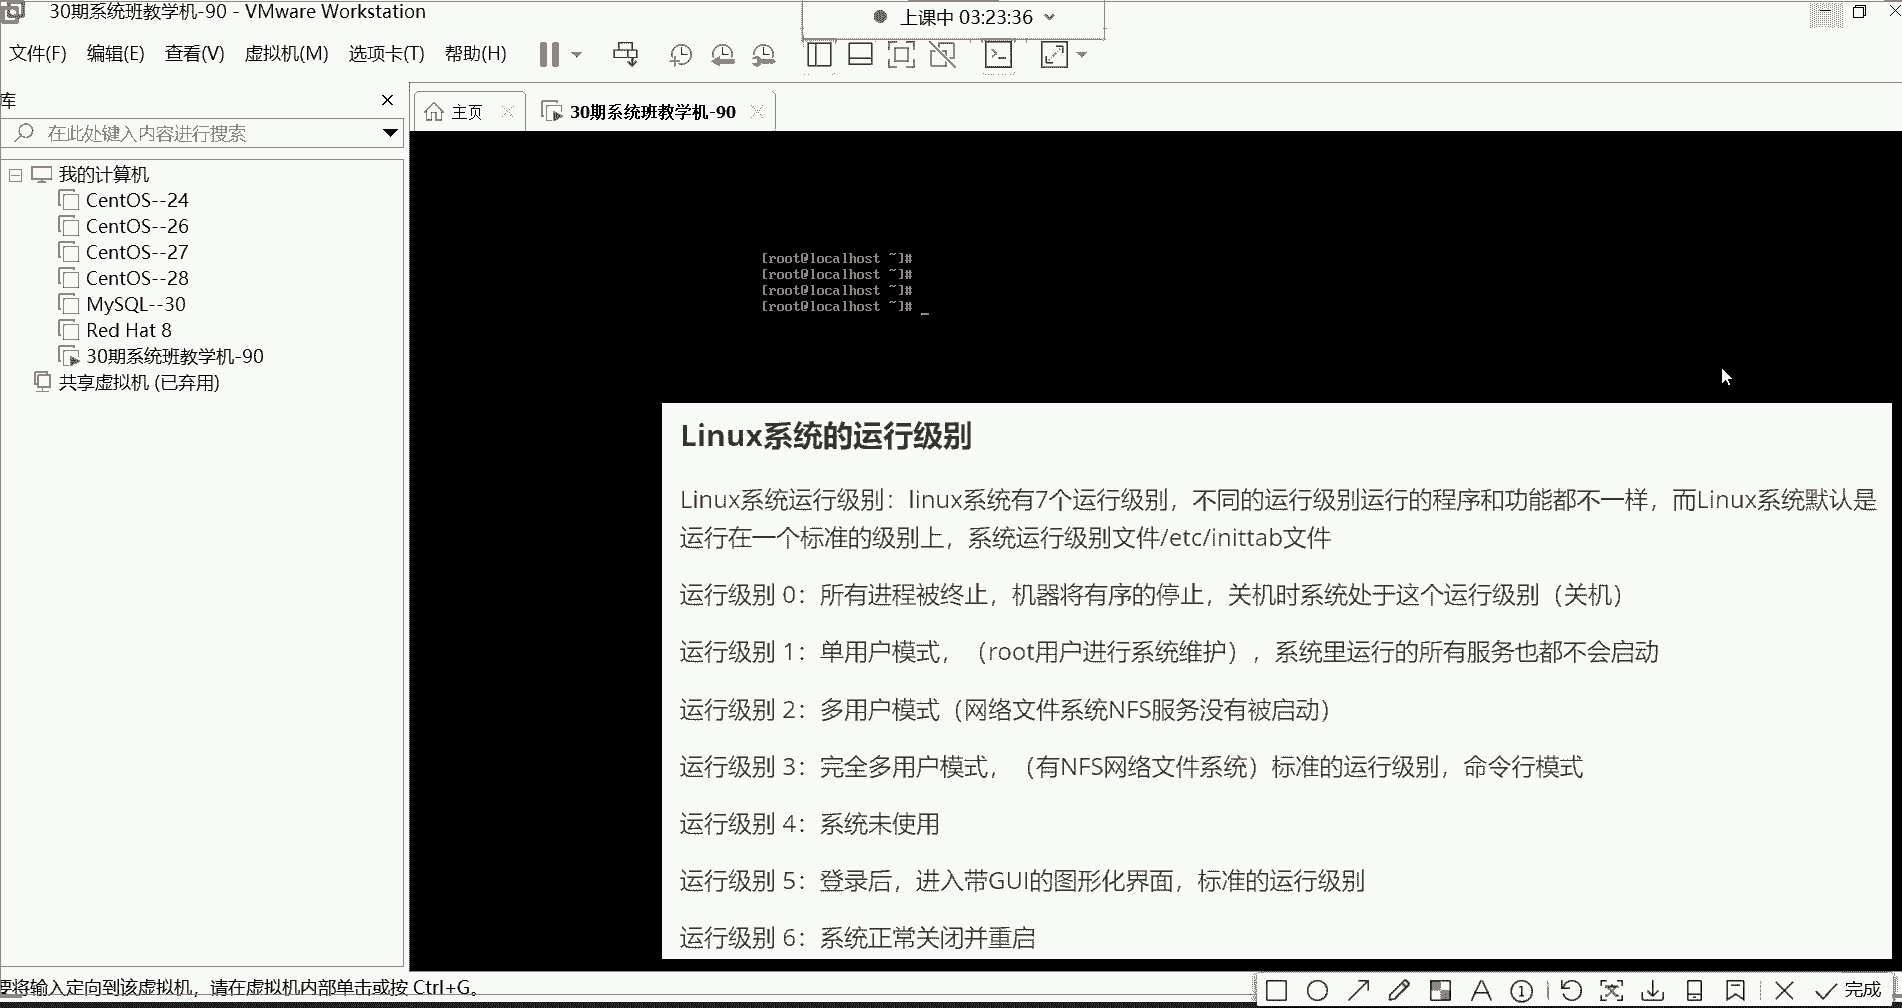 30期系统班教学机-90 - VMware Workstation
上课中 03:23:36
文件(F) 编辑(E) 查看(V) 虚拟机(M) 选项卡(T) 帮助(H)
库
在此处键入内容进行搜索
我的计算机
CentOS--24
CentOS--26
CentOS--27
CentOS--28
MySQL--30
Red Hat 8
30期系统班教学机-90
共享虚拟机 (已弃用)
主页 30期系统班教学机-90
[root@localhost ~]#
[root@localhost ~]#
[root@localhost ~]#
[root@localhost ~]# _
Linux系统的运行级别
Linux系统运行级别：linux系统有7个运行级别，不同的运行级别运行的程序和功能都不一样，而Linux系统默认是
运行在一个标准的级别上，系统运行级别文件/etc/inittab文件
运行级别 0：所有进程被终止，机器将有序的停止，关机时系统处于这个运行级别（关机）
运行级别 1：单用户模式，（root用户进行系统维护），系统里运行的所有服务也都不会启动
运行级别 2：多用户模式（网络文件系统NFS服务没有被启动）
运行级别 3：完全多用户模式，（有NFS网络文件系统）标准的运行级别，命令行模式
运行级别 4：系统未使用
运行级别 5：登录后，进入带GUI的图形化界面，标准的运行级别
运行级别 6：系统正常关闭并重启
要将输入定向到该虚拟机，请在虚拟机内部单击或按 Ctrl+G。
完成